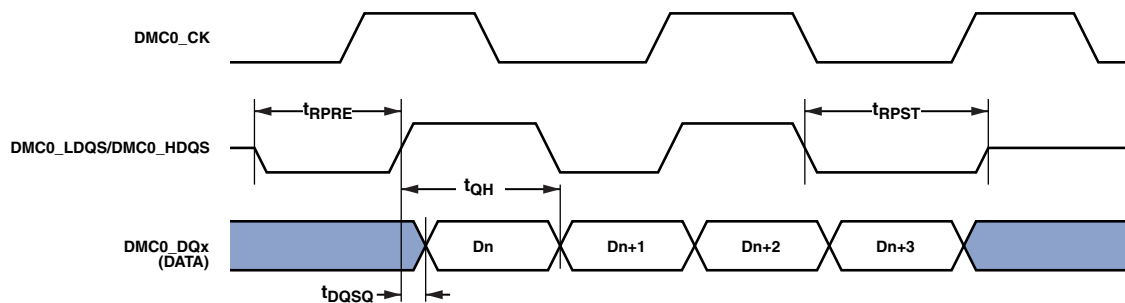 DMC0_CK
tRPRE
tRPST
DMC0_LDQS/DMC0_HDQS
tQH
DMC0_DQx
(DATA)
Dn
Dn+1
Dn+2
Dn+3
tDQSQ